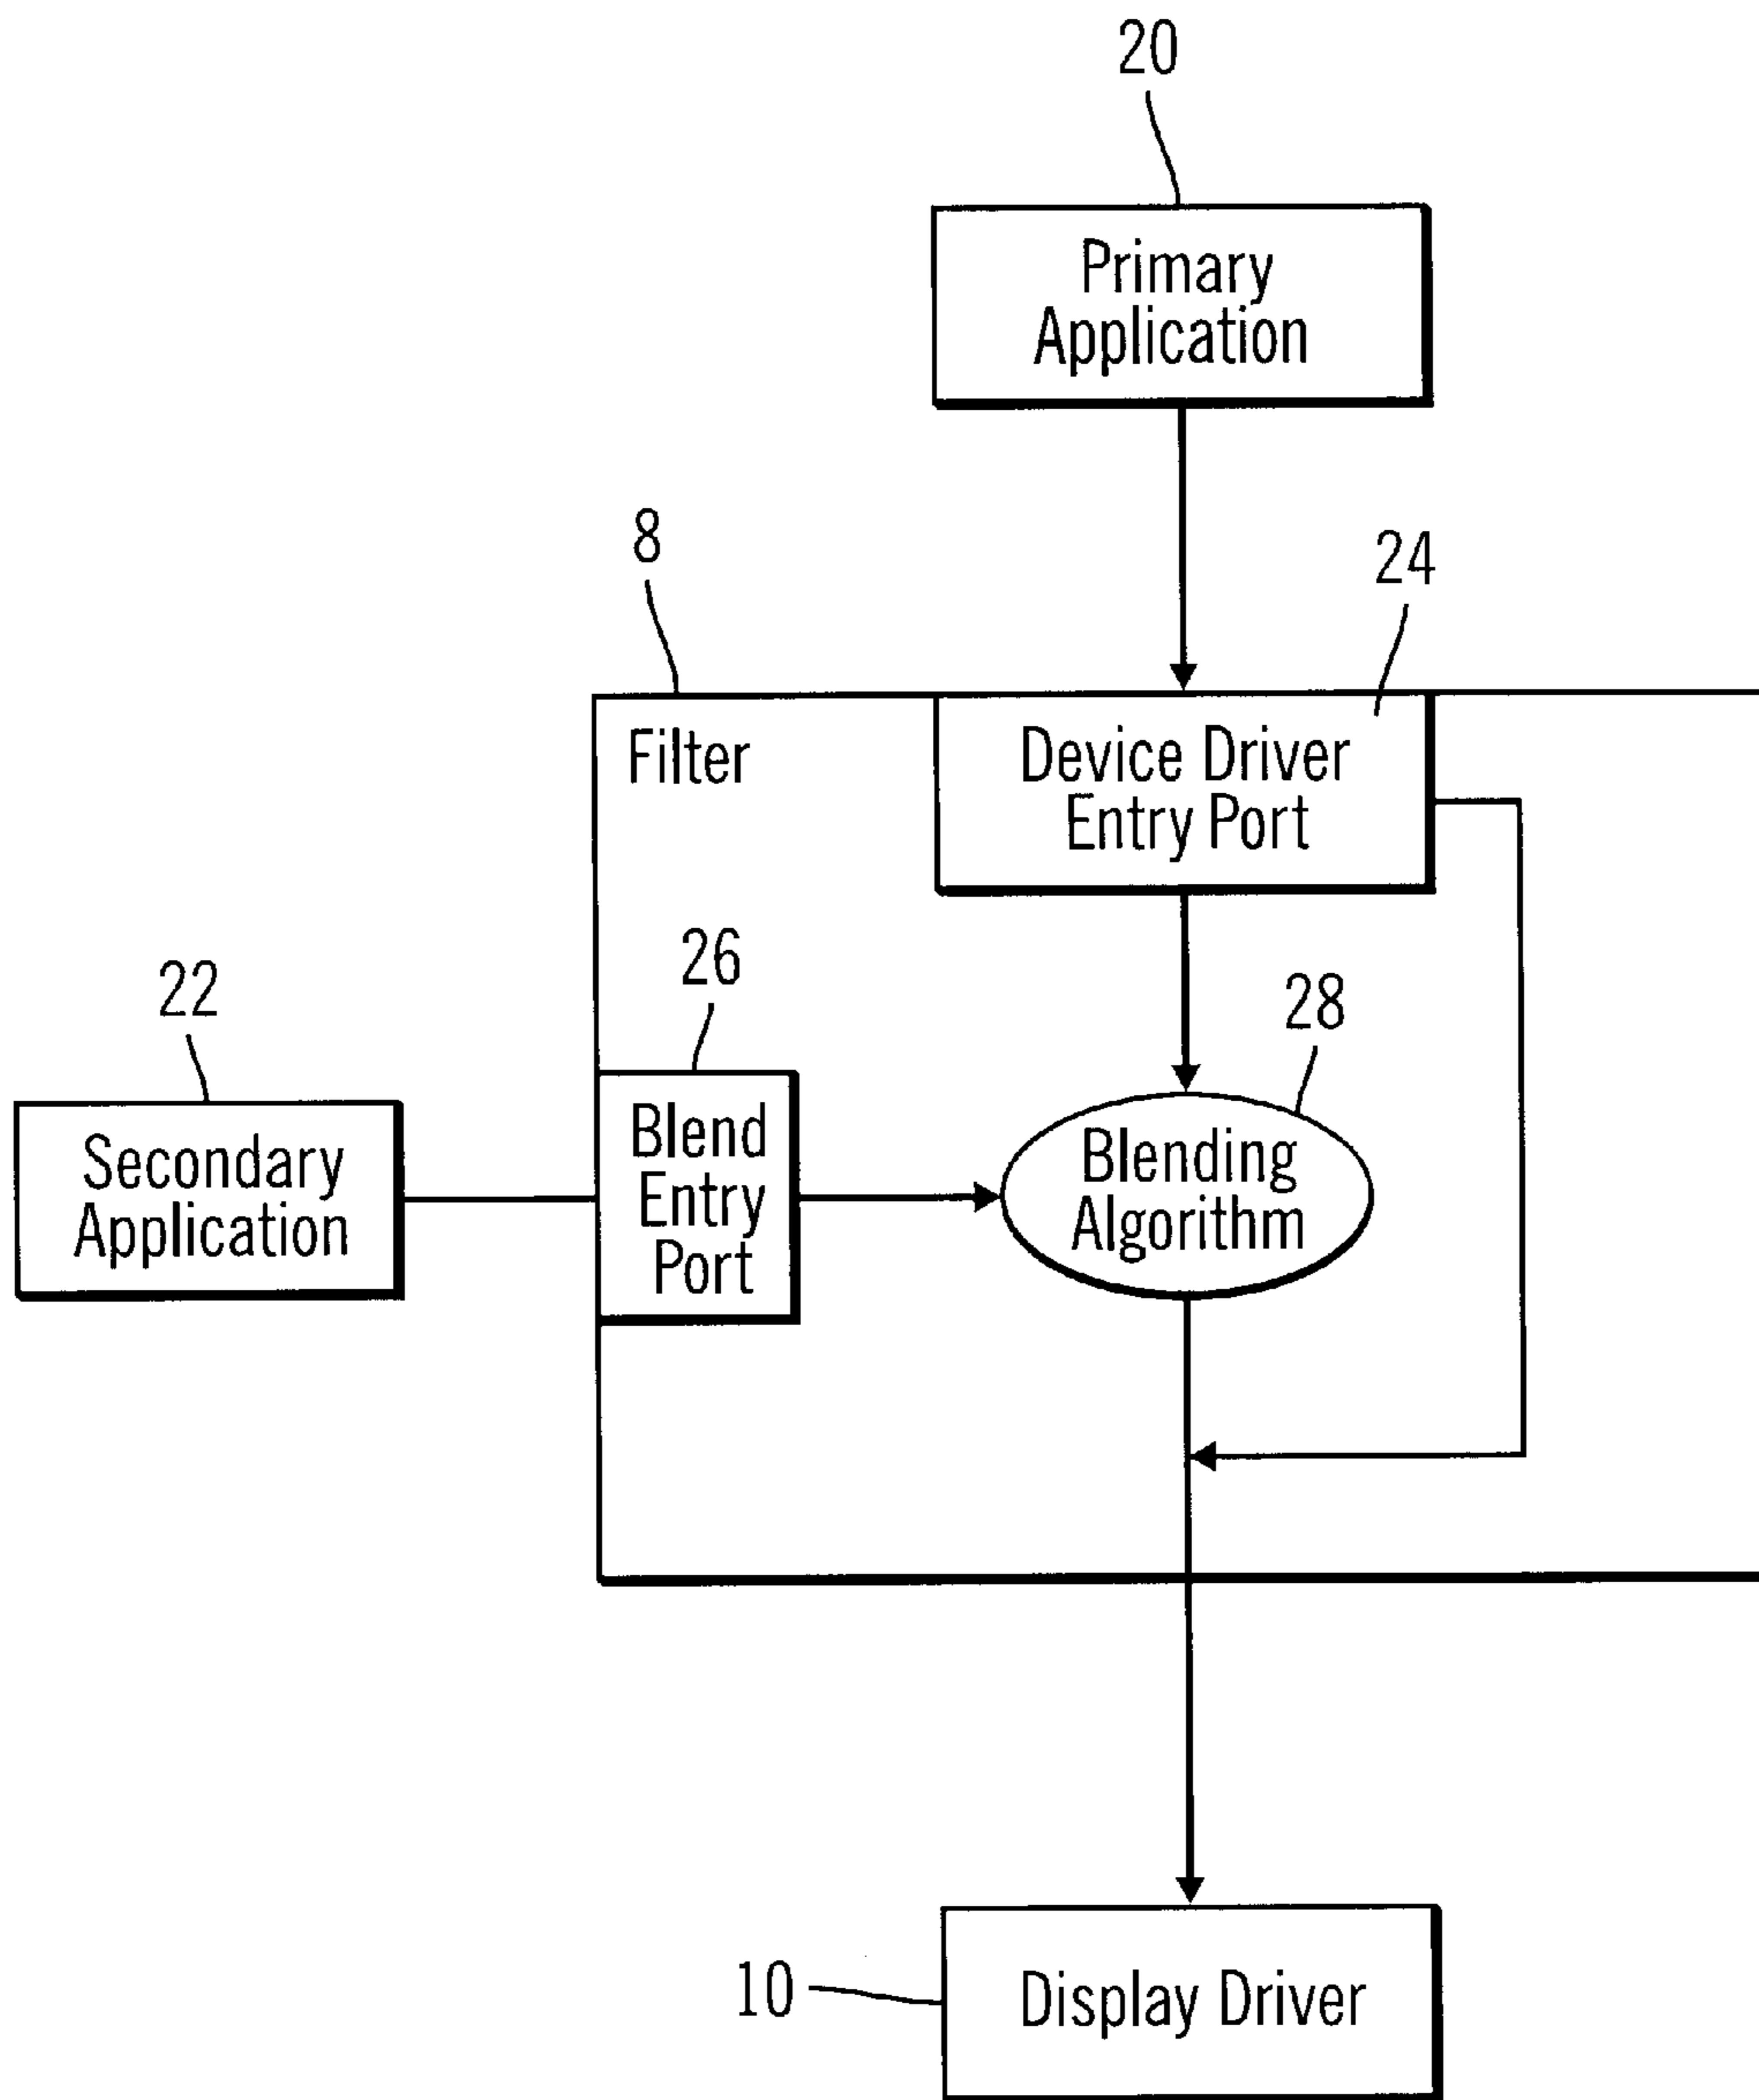 20
Primary
Application
8
24
Filter
Device Driver
Entry Port
22
26
28
Secondary
Application
Blend
Entry
Port
Blending
Algorithm
10
Display Driver